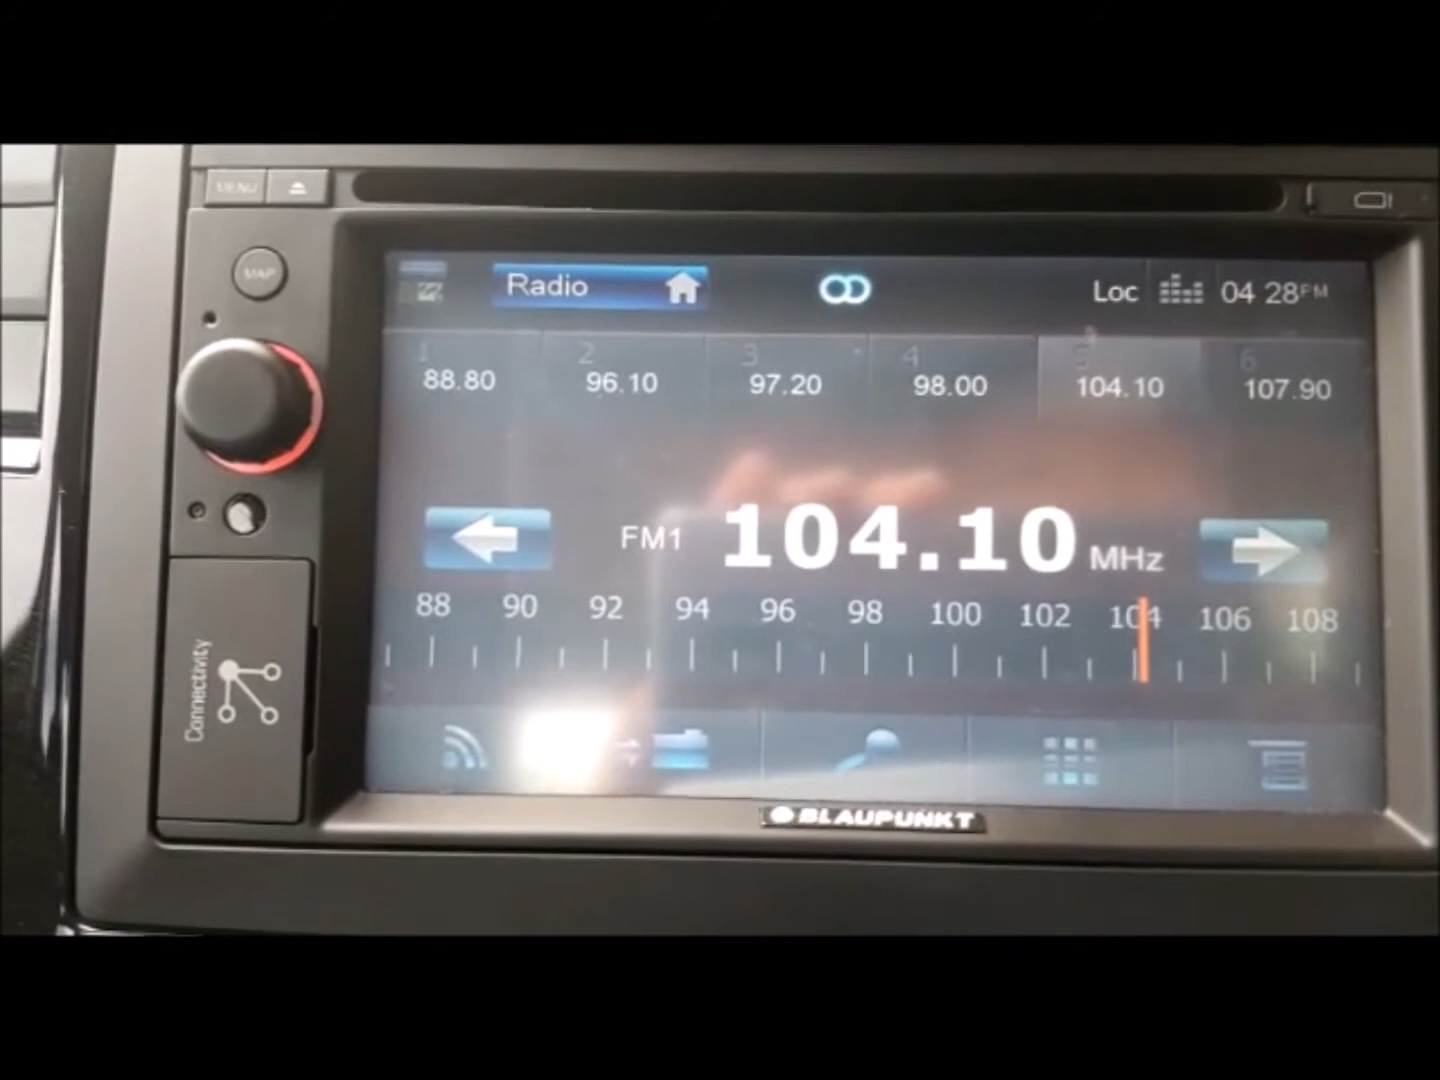 MENU
MAP
Radio
Loc
04 28PM
1 2 3 4 5 6
88.80 96.10 97.20 98.00 104.10 107.90
FM1 104.10 MHz
88 90 92 94 96 98 100 102 104 106 108
Connectivity
BLAUPUNKT